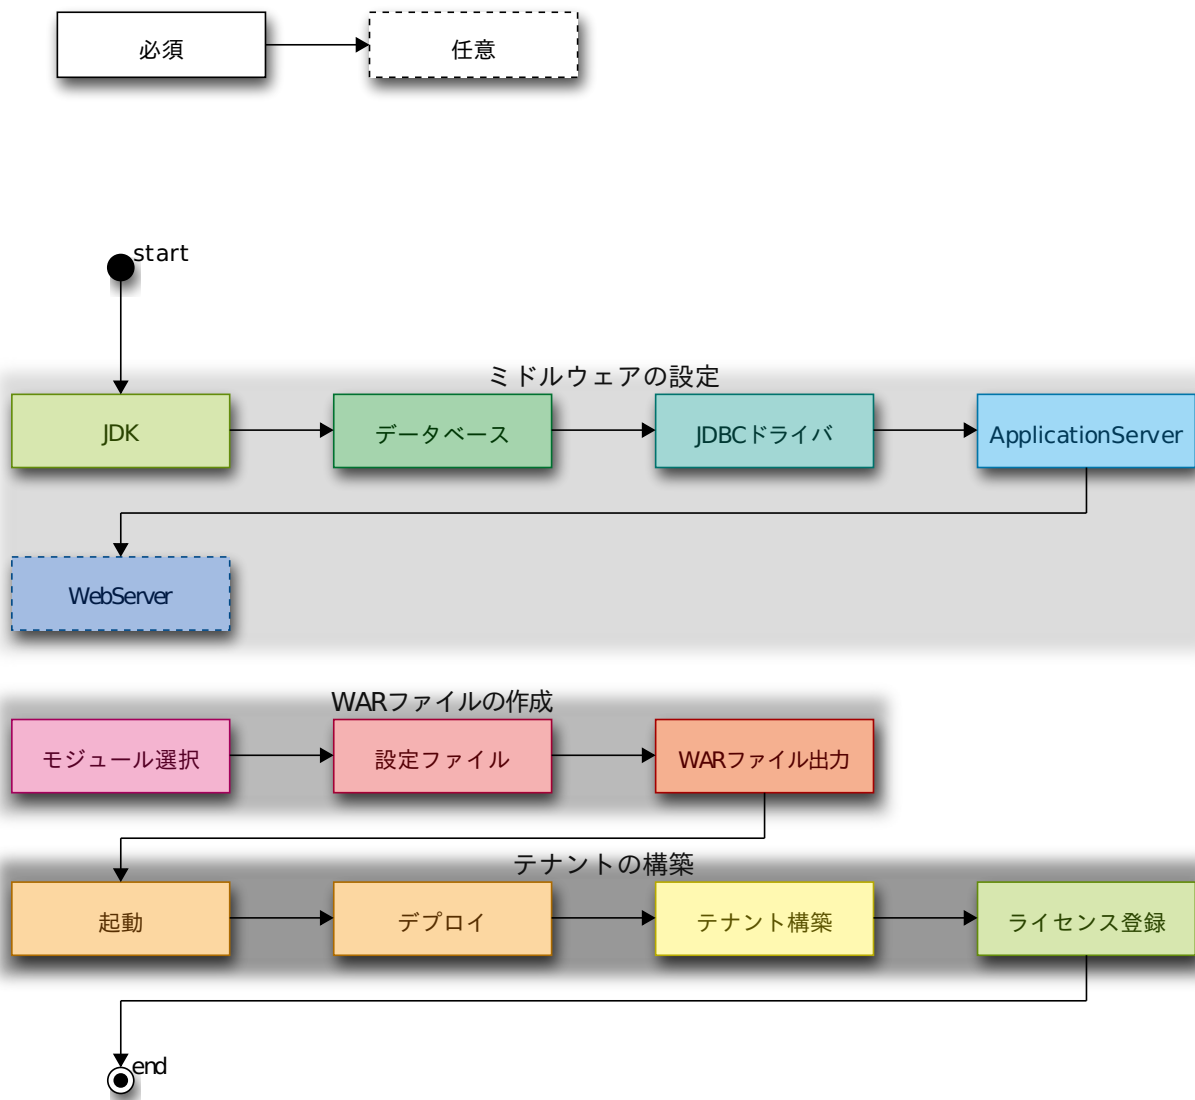 必須
任意
start
ミドルウェアの設定
JDK
データベース
JDBCドライバ
ApplicationServer
WebServer
WARファイルの作成
モジュール選択
設定ファイル
WARファイル出力
テナントの構築
起動
デプロイ
テナント構築
ライセンス登録
end